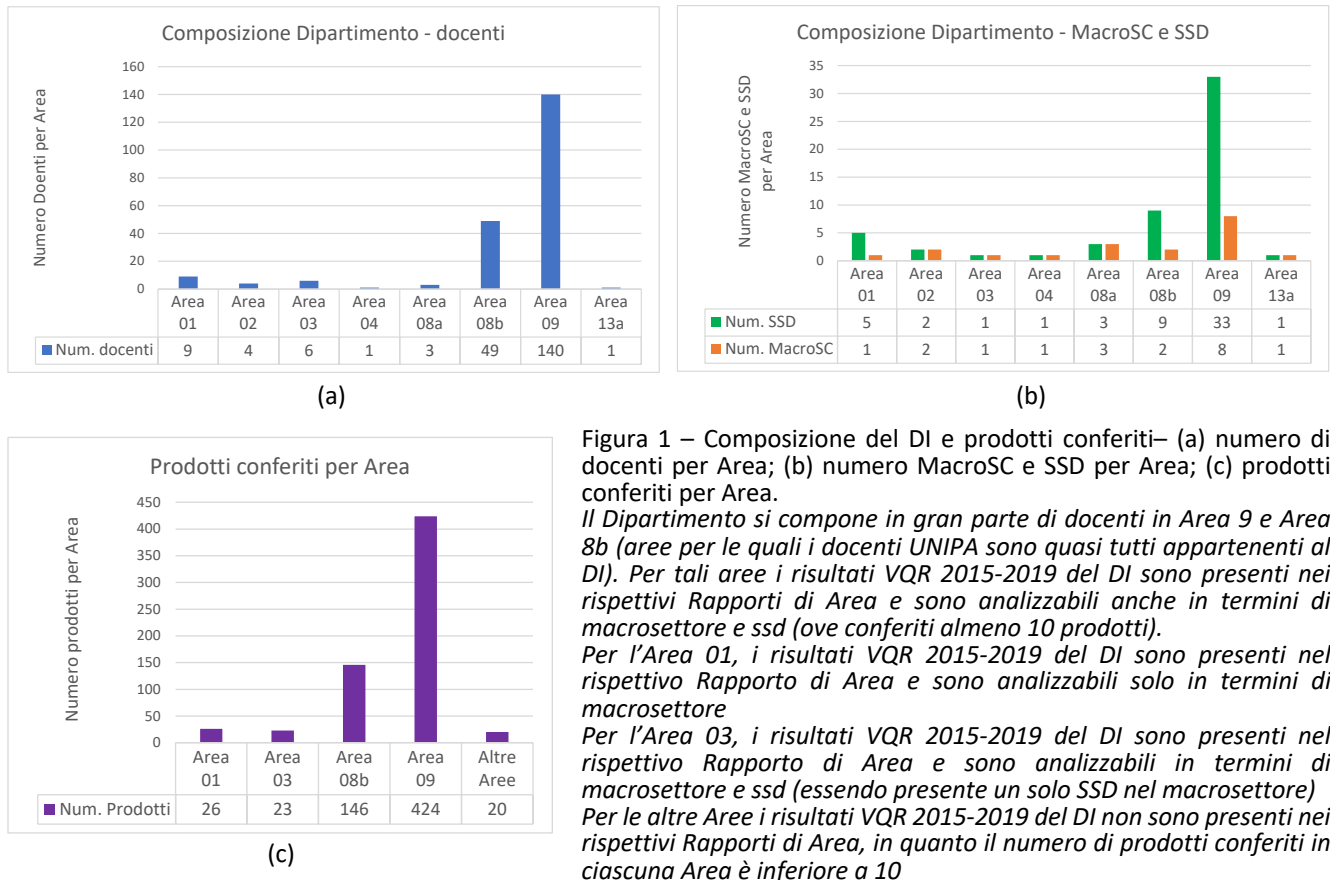 Composizione Dipartimento - docenti
Numero Doenti per Area
160
140
120
100
80
60
40
20
0
Area 01 Area 02 Area 03 Area 04 Area 08a Area 08b Area 09 Area 13a
Num. docenti 9 4 6 1 3 49 140 1
(a)
Composizione Dipartimento - MacroSC e SSD
Numero MacroSC e SSD
per Area
35
30
25
20
15
10
5
0
Area 01 Area 02 Area 03 Area 04 Area 08a Area 08b Area 09 Area 13a
Num. SSD 5 2 1 1 3 9 33 1
Num. MacroSC 1 2 1 1 3 2 8 1
(b)
Prodotti conferiti per Area
Numero prodotti per Area
450
400
350
300
250
200
150
100
50
0
Area 01 Area 03 Area 08b Area 09 Altre Aree
Num. Prodotti 26 23 146 424 20
(c)
Figura 1 – Composizione del DI e prodotti conferiti– (a) numero di
docenti per Area; (b) numero MacroSC e SSD per Area; (c) prodotti
conferiti per Area.
Il Dipartimento si compone in gran parte di docenti in Area 9 e Area
8b (aree per le quali i docenti UNIPA sono quasi tutti appartenenti al
DI). Per tali aree i risultati VQR 2015-2019 del DI sono presenti nei
rispettivi Rapporti di Area e sono analizzabili anche in termini di
macrosettore e ssd (ove conferiti almeno 10 prodotti).
Per l'Area 01, i risultati VQR 2015-2019 del DI sono presenti nel
rispettivo Rapporto di Area e sono analizzabili solo in termini di
macrosettore
Per l'Area 03, i risultati VQR 2015-2019 del DI sono presenti nel
rispettivo Rapporto di Area e sono analizzabili in termini di
macrosettore e ssd (essendo presente un solo SSD nel macrosettore)
Per le altre Aree i risultati VQR 2015-2019 del DI non sono presenti nei
rispettivi Rapporti di Area, in quanto il numero di prodotti conferiti in
ciascuna Area è inferiore a 10